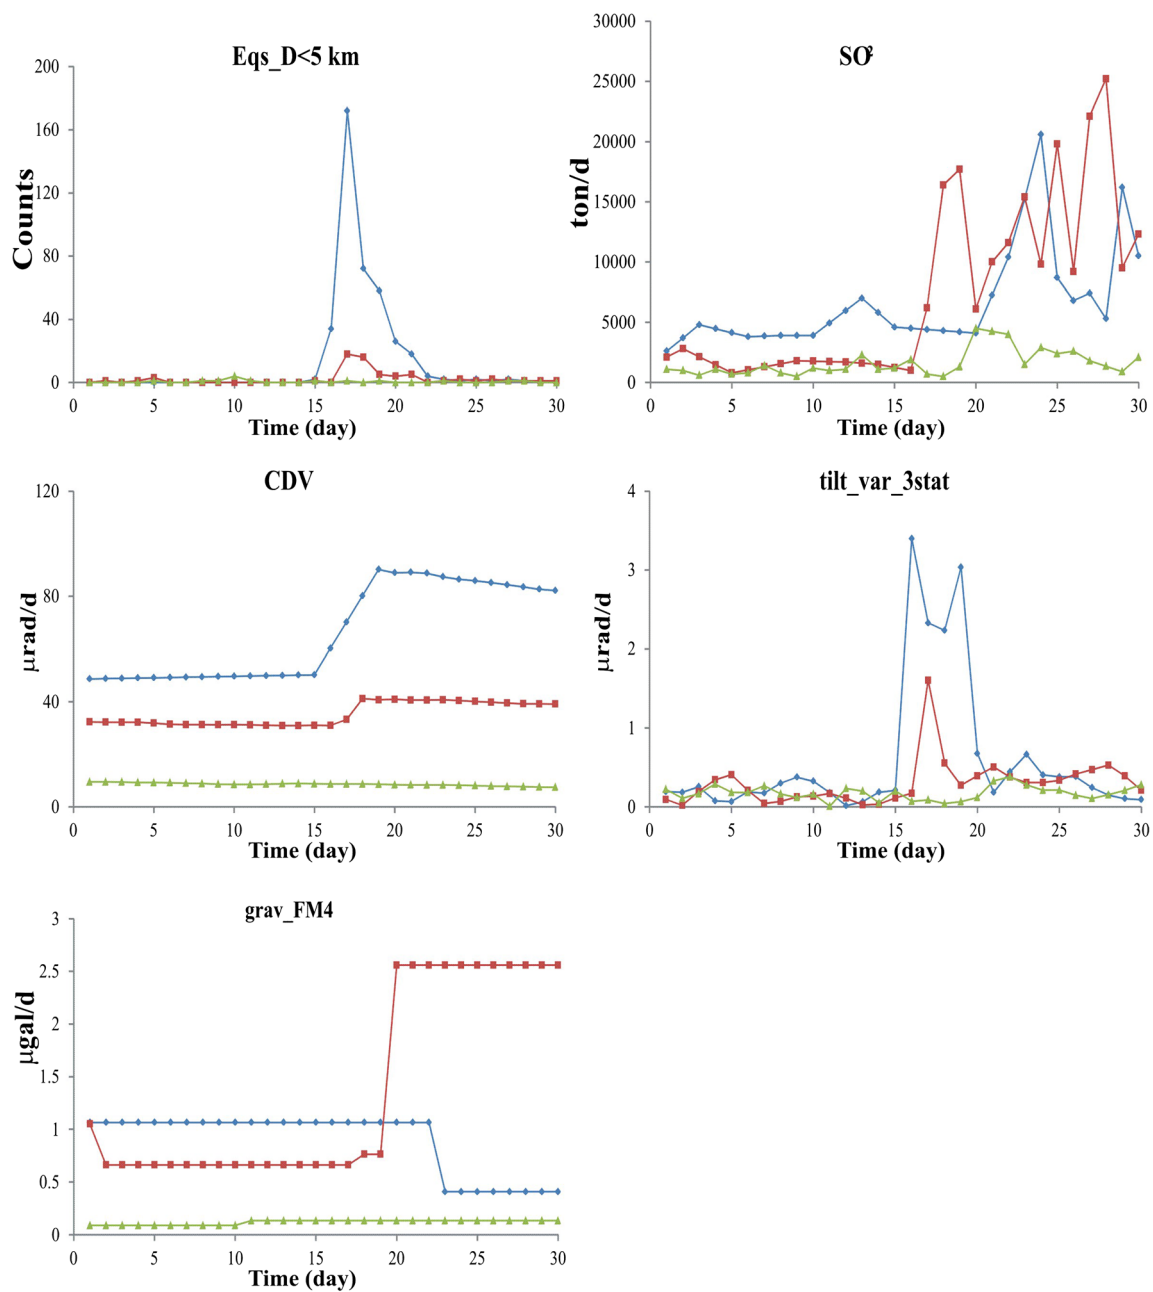 Eqs_D<5 km
200
160
120
80
40
0
Counts
0 5 10 15 20 25 30
Time (day)
SO²
30000
25000
20000
15000
10000
5000
0
ton/d
0 5 10 15 20 25 30
Time (day)
CDV
120
80
40
0
µrad/d
0 5 10 15 20 25 30
Time (day)
tilt_var_3stat
4
3
2
1
0
µrad/d
0 5 10 15 20 25 30
Time (day)
grav_FM4
3
2.5
2
1.5
1
0.5
0
µgal/d
0 5 10 15 20 25 30
Time (day)